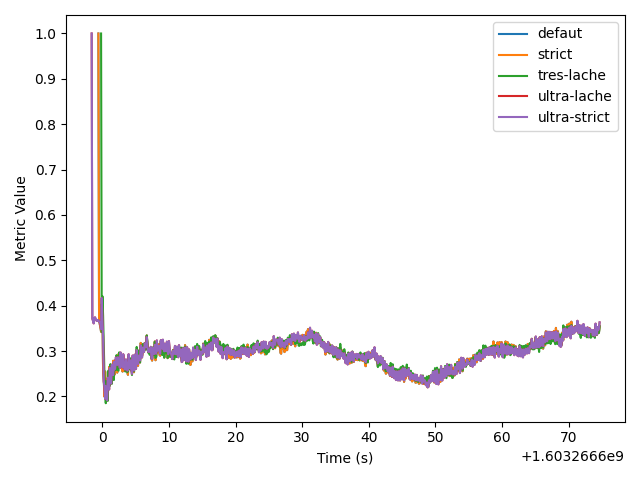 1.0
0.9
0.8
0.7
0.6
0.5
0.4
0.3
0.2
Metric Value
defaut
strict
tres-lache
ultra-lache
ultra-strict
0 10 20 30 40 50 60 70
Time (s)
+1.6032666e9